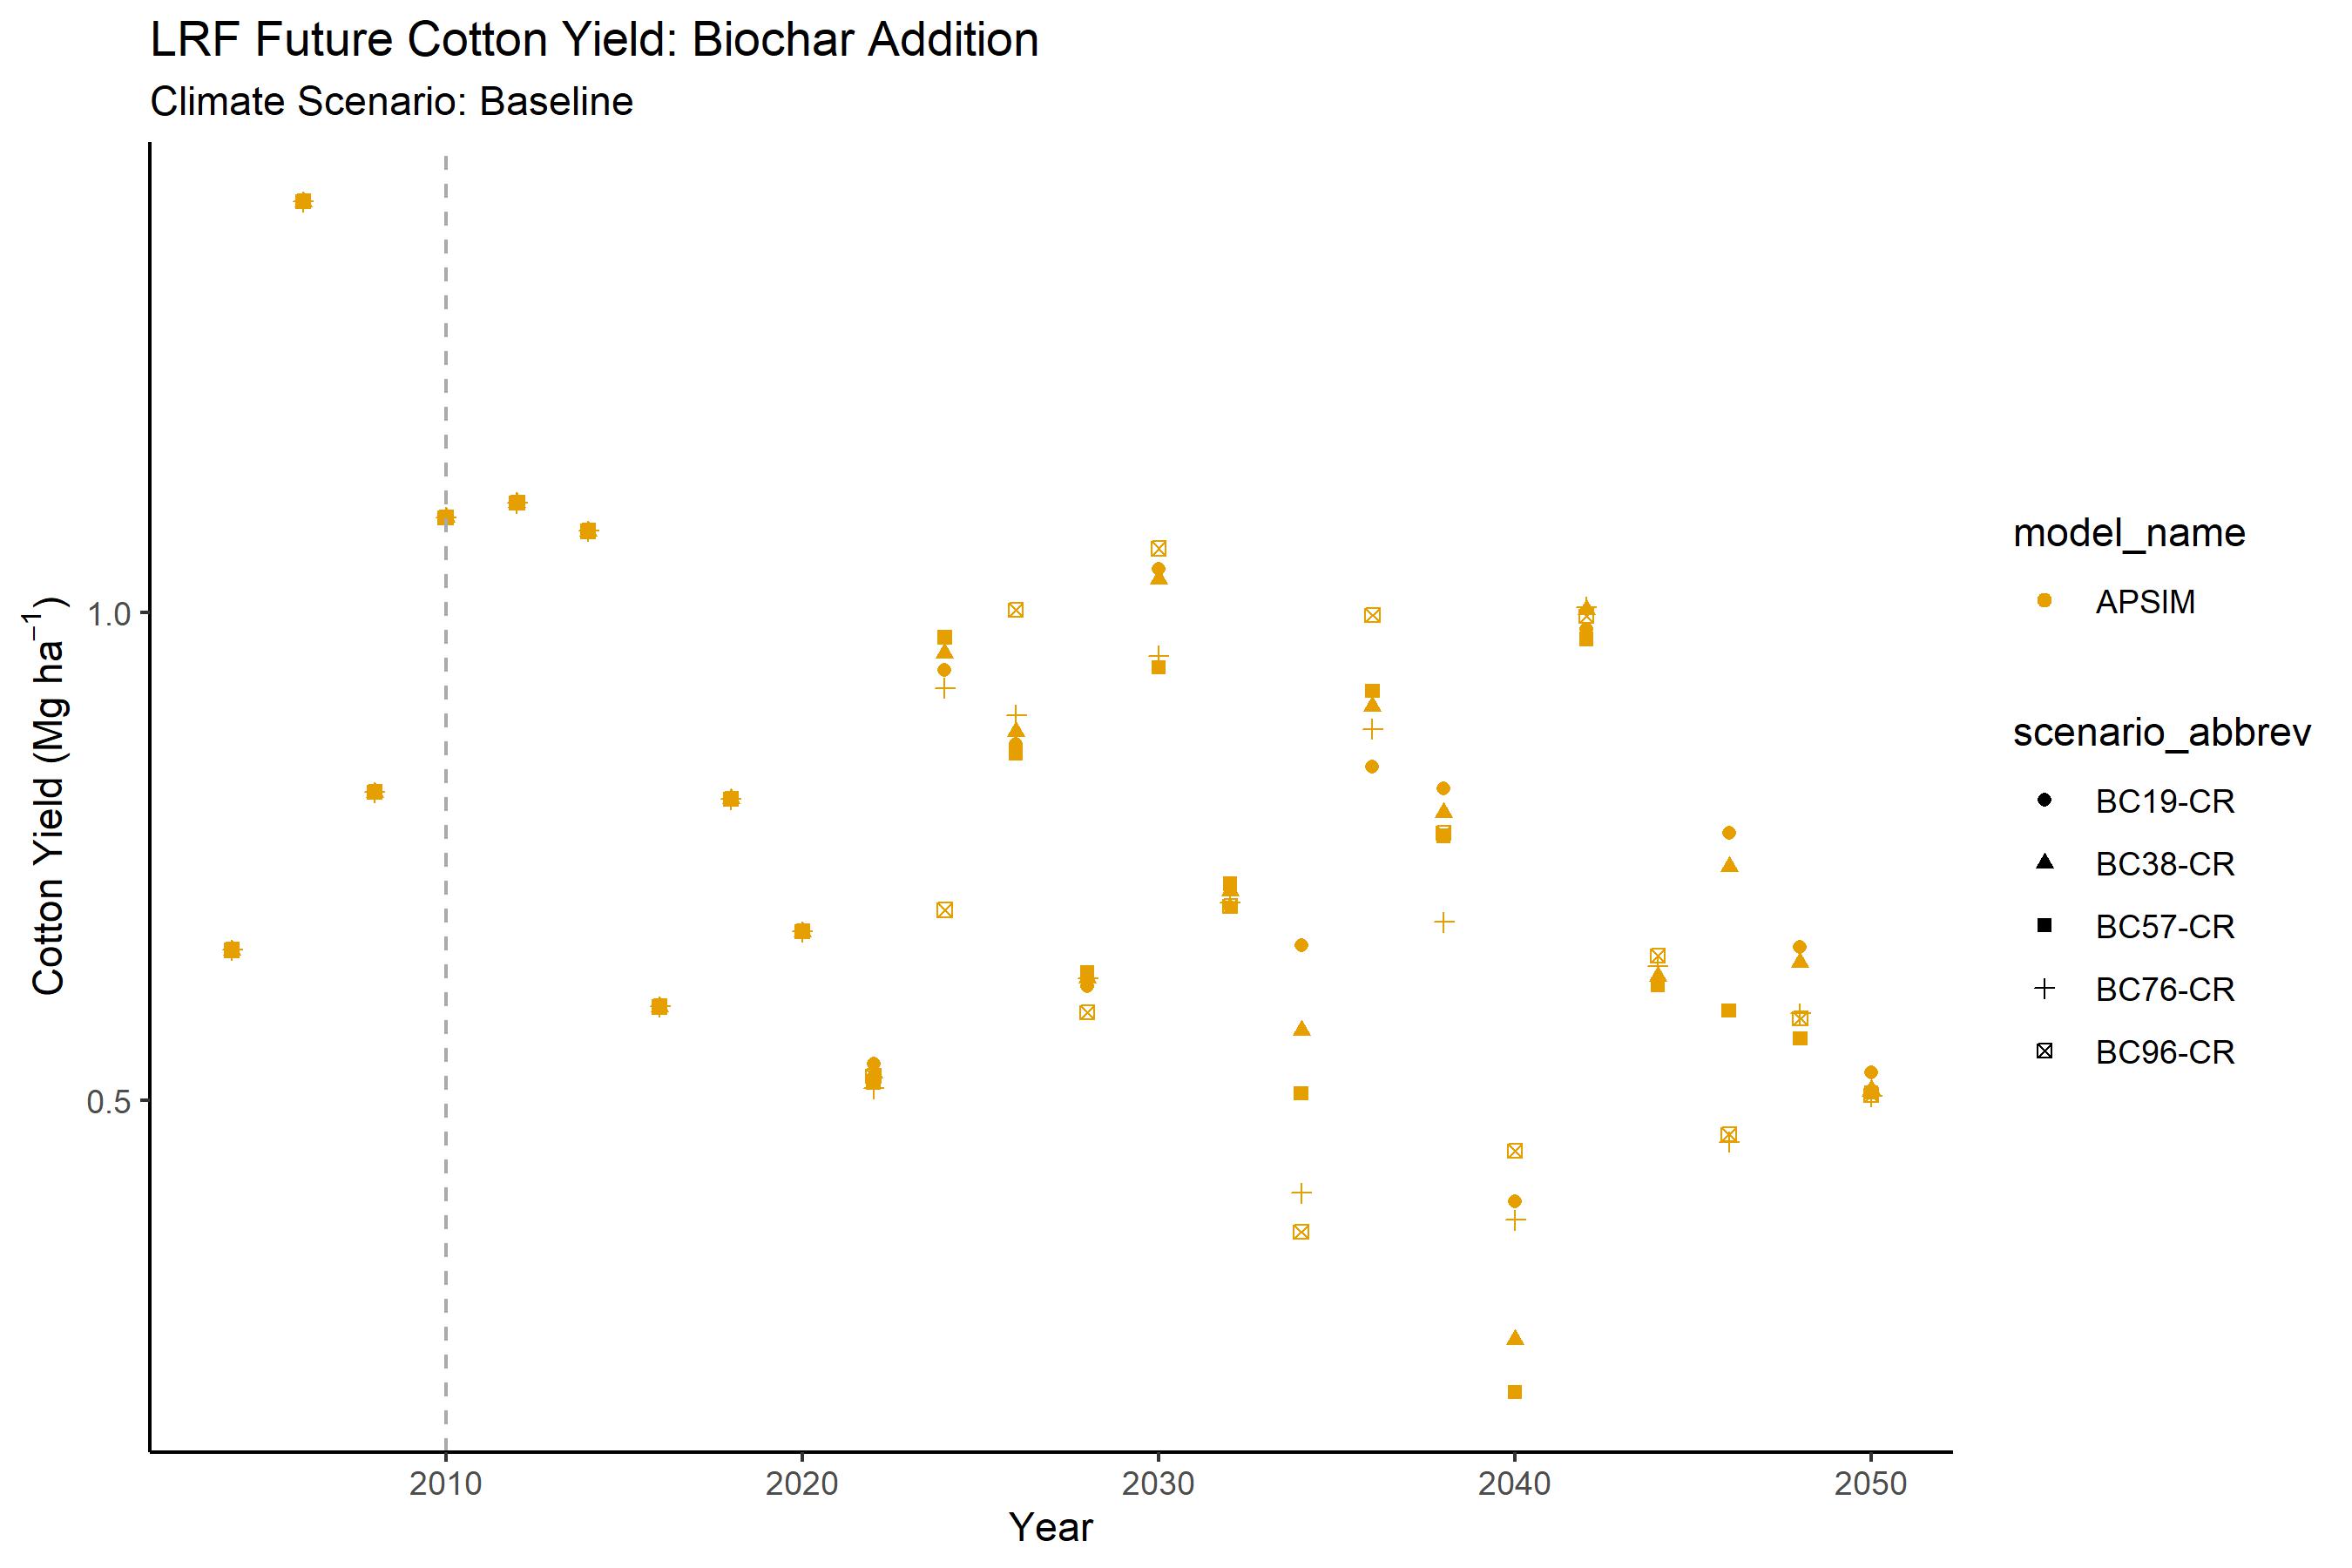 LRF Future Cotton Yield: Biochar Addition
Climate Scenario: Baseline
Cotton Yield (Mg ha⁻¹)
1.0
0.5
2010
2020
2030
2040
2050
Year
model_name
APSIM
scenario_abbrev
BC19-CR
BC38-CR
BC57-CR
BC76-CR
BC96-CR